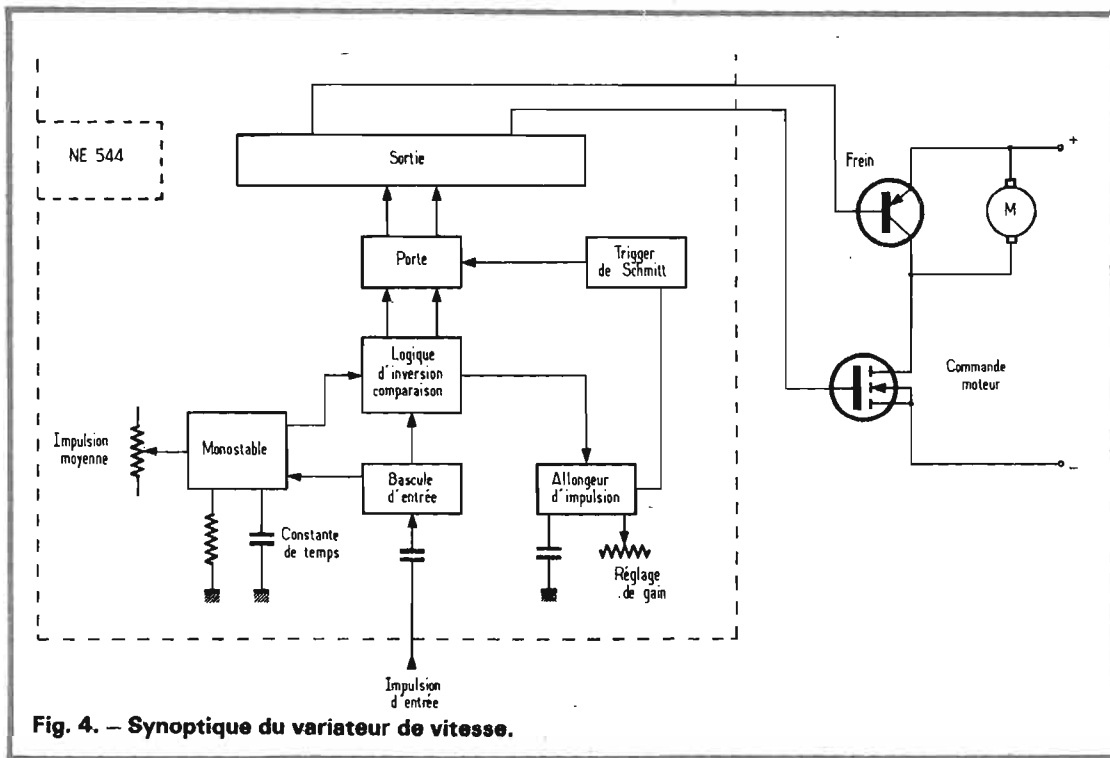 NE 544
Sortie
Frein
+
M
Porte
Trigger
de Schmitt
Logique
d'inversion
comparaison
Commande
moteur
Impulsion
moyenne
Monostable
Bascule
d'entrée
Allongeur
d'impulsion
–
Constante
de temps
Réglage
de gain
Impulsion
d'entrée
Fig. 4. – Synoptique du variateur de vitesse.